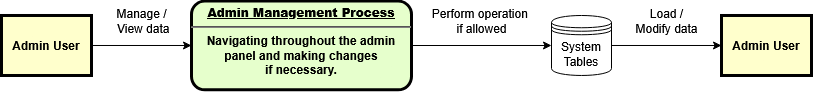 Admin User
Manage /
View data
Admin Management Process
Navigating throughout the admin
panel and making changes
if necessary.
Perform operation
if allowed
System
Tables
Load /
Modify data
Admin User